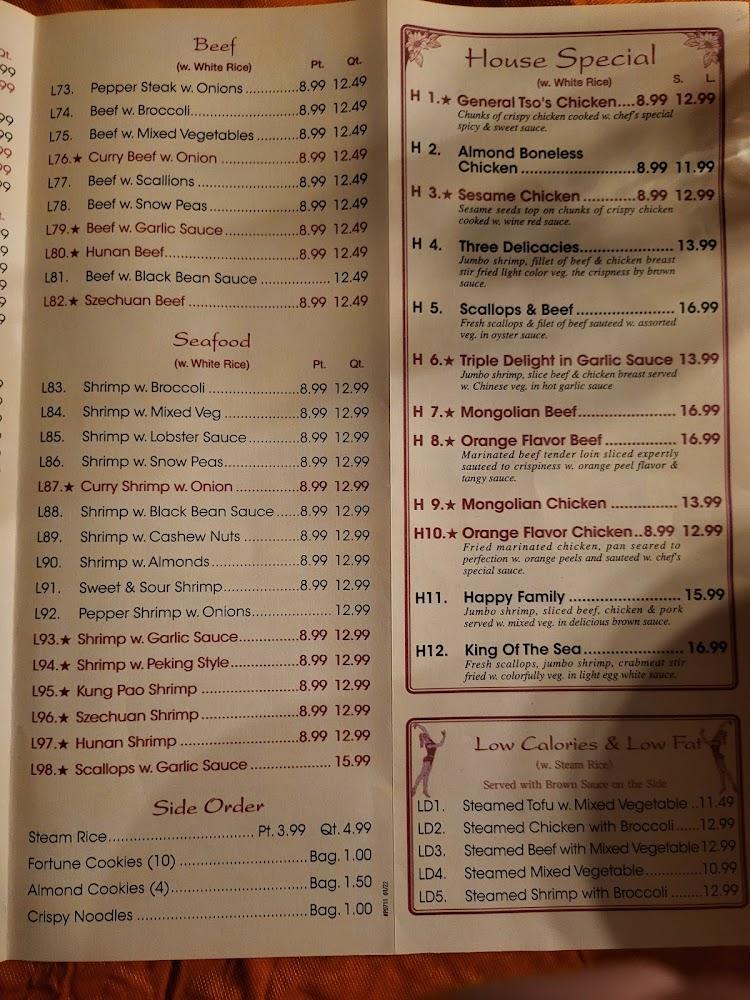 Beef
(w. White Rice)
Pt. Qt.
L73. Pepper Steak w. Onions..............8.99 12.49
L74. Beef w. Broccoli..............8.99 12.49
L75. Beef w. Mixed Vegetables..............8.99 12.49
L76.★ Curry Beef w. Onion..............8.99 12.49
L77. Beef w. Scallions..............8.99 12.49
L78. Beef w. Snow Peas..............8.99 12.49
L79.★ Beef w. Garlic Sauce..............8.99 12.49
L80.★ Hunan Beef..............8.99 12.49
L81. Beef w. Black Bean Sauce..............12.49
L82.★ Szechuan Beef..............8.99 12.49
Seafood
(w. White Rice)
Pt. Qt.
L83. Shrimp w. Broccoli..............8.99 12.99
L84. Shrimp w. Mixed Veg..............8.99 12.99
L85. Shrimp w. Lobster Sauce..............8.99 12.99
L86. Shrimp w. Snow Peas..............8.99 12.99
L87.★ Curry Shrimp w. Onion..............8.99 12.99
L88. Shrimp w. Black Bean Sauce......8.99 12.99
L89. Shrimp w. Cashew Nuts..............8.99 12.99
L90. Shrimp w. Almonds..............8.99 12.99
L91. Sweet & Sour Shrimp..............8.99 12.99
L92. Pepper Shrimp w. Onions..............12.99
L93.★ Shrimp w. Garlic Sauce..............8.99 12.99
L94.★ Shrimp w. Peking Style..............8.99 12.99
L95.★ Kung Pao Shrimp..............8.99 12.99
L96.★ Szechuan Shrimp..............8.99 12.99
L97.★ Hunan Shrimp..............8.99 12.99
L98.★ Scallops w. Garlic Sauce..............15.99
Side Order
Steam Rice..............Pt. 3.99 Qt. 4.99
Fortune Cookies (10)..............Bag. 1.00
Almond Cookies (4)..............Bag. 1.50
Crispy Noodles..............Bag. 1.00
House Special
(w. White Rice)
S. L.
H 1.★ General Tso's Chicken....8.99 12.99
Chunks of crispy chicken cooked w. chef's special
spicy & sweet sauce.
H 2. Almond Boneless
Chicken..............8.99 11.99
H 3.★ Sesame Chicken..............8.99 12.99
Sesame seeds top on chunks of crispy chicken
cooked w. wine red sauce.
H 4. Three Delicacies..............13.99
Jumbo shrimp, fillet of beef & chicken breast
stir fried light color veg. the crispness by brown
sauce.
H 5. Scallops & Beef..............16.99
Fresh scallops & filet of beef sauteed w. assorted
veg. in oyster sauce.
H 6.★ Triple Delight in Garlic Sauce 13.99
Jumbo shrimp, slice beef & chicken breast served
w. Chinese veg. in hot garlic sauce
H 7.★ Mongolian Beef..............16.99
H 8.★ Orange Flavor Beef..............16.99
Marinated beef tender loin sliced expertly
sauteed to crispiness w. orange peel flavor &
tangy sauce.
H 9.★ Mongolian Chicken..............13.99
H10.★ Orange Flavor Chicken..8.99 12.99
Fried marinated chicken, pan seared to
perfection w. orange peels and sauteed w. chef's
special sauce.
H11. Happy Family..............15.99
Jumbo shrimp, sliced beef, chicken & pork
served w. mixed veg. in delicious brown sauce.
H12. King Of The Sea..............16.99
Fresh scallops, jumbo shrimp, crabmeat stir
fried w. colorfully veg. in light egg white sauce.
Low Calories & Low Fat
(w. Steam Rice)
Served with Brown Sauce on the Side
LD1. Steamed Tofu w. Mixed Vegetable..11.49
LD2. Steamed Chicken with Broccoli......12.99
LD3. Steamed Beef with Mixed Vegetable12.99
LD4. Steamed Mixed Vegetable..............10.99
LD5. Steamed Shrimp with Broccoli.......12.99